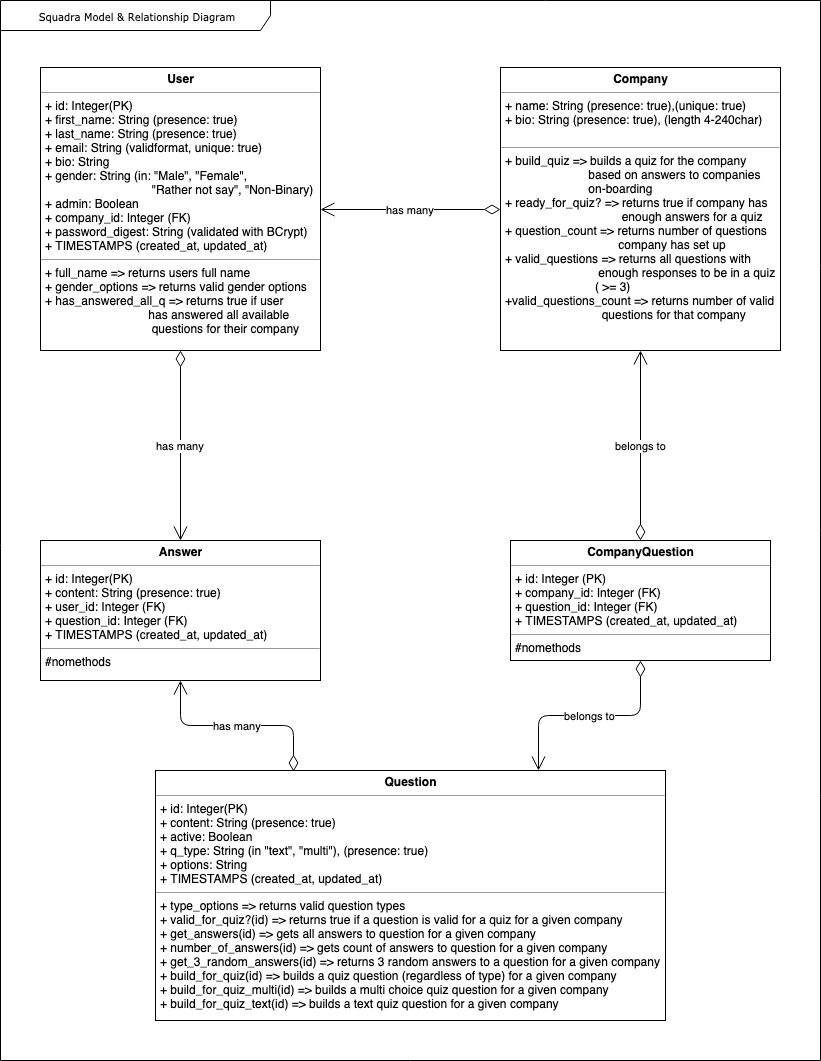 Squadra Model & Relationship Diagram
User
+ id: Integer(PK)
+ first_name: String (presence: true)
+ last_name: String (presence: true)
+ email: String (validformat, unique: true)
+ bio: String
+ gender: String (in: "Male", "Female",
"Rather not say", "Non-Binary)
+ admin: Boolean
+ company_id: Integer (FK)
+ password_digest: String (validated with BCrypt)
+ TIMESTAMPS (created_at, updated_at)
+ full_name => returns users full name
+ gender_options => returns valid gender options
+ has_answered_all_q => returns true if user
has answered all available
questions for their company
has many
Company
+ name: String (presence: true),(unique: true)
+ bio: String (presence: true), (length 4-240char)
+ build_quiz => builds a quiz for the company
based on answers to companies
on-boarding
+ ready_for_quiz? => returns true if company has
enough answers for a quiz
+ question_count => returns number of questions
company has set up
+ valid_questions => returns all questions with
enough responses to be in a quiz
( >= 3)
+valid_questions_count => returns number of valid
questions for that company
has many
belongs to
Answer
+ id: Integer(PK)
+ content: String (presence: true)
+ user_id: Integer (FK)
+ question_id: Integer (FK)
+ TIMESTAMPS (created_at, updated_at)
#nomethods
CompanyQuestion
+ id: Integer (PK)
+ company_id: Integer (FK)
+ question_id: Integer (FK)
+ TIMESTAMPS (created_at, updated_at)
#nomethods
has many
belongs to
Question
+ id: Integer(PK)
+ content: String (presence: true)
+ active: Boolean
+ q_type: String (in "text", "multi"), (presence: true)
+ options: String
+ TIMESTAMPS (created_at, updated_at)
+ type_options => returns valid question types
+ valid_for_quiz?(id) => returns true if a question is valid for a quiz for a given company
+ get_answers(id) => gets all answers to question for a given company
+ number_of_answers(id) => gets count of answers to question for a given company
+ get_3_random_answers(id) => returns 3 random answers to a question for a given company
+ build_for_quiz(id) => builds a quiz question (regardless of type) for a given company
+ build_for_quiz_multi(id) => builds a multi choice quiz question for a given company
+ build_for_quiz_text(id) => builds a text quiz question for a given company